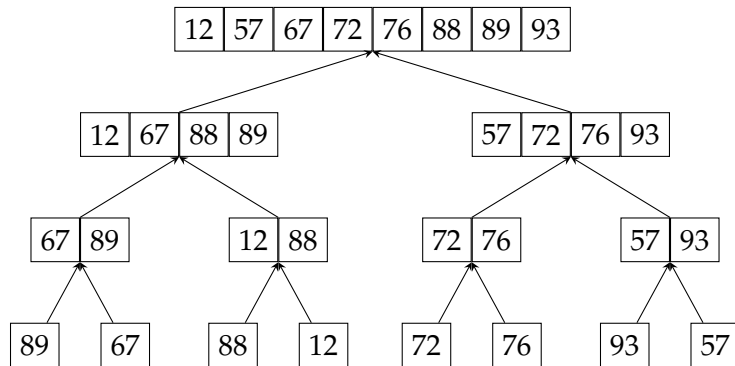 12 57 67 72 76 88 89 93
12 67 88 89 57 72 76 93
67 89 12 88 72 76 57 93
89 67 88 12 72 76 93 57